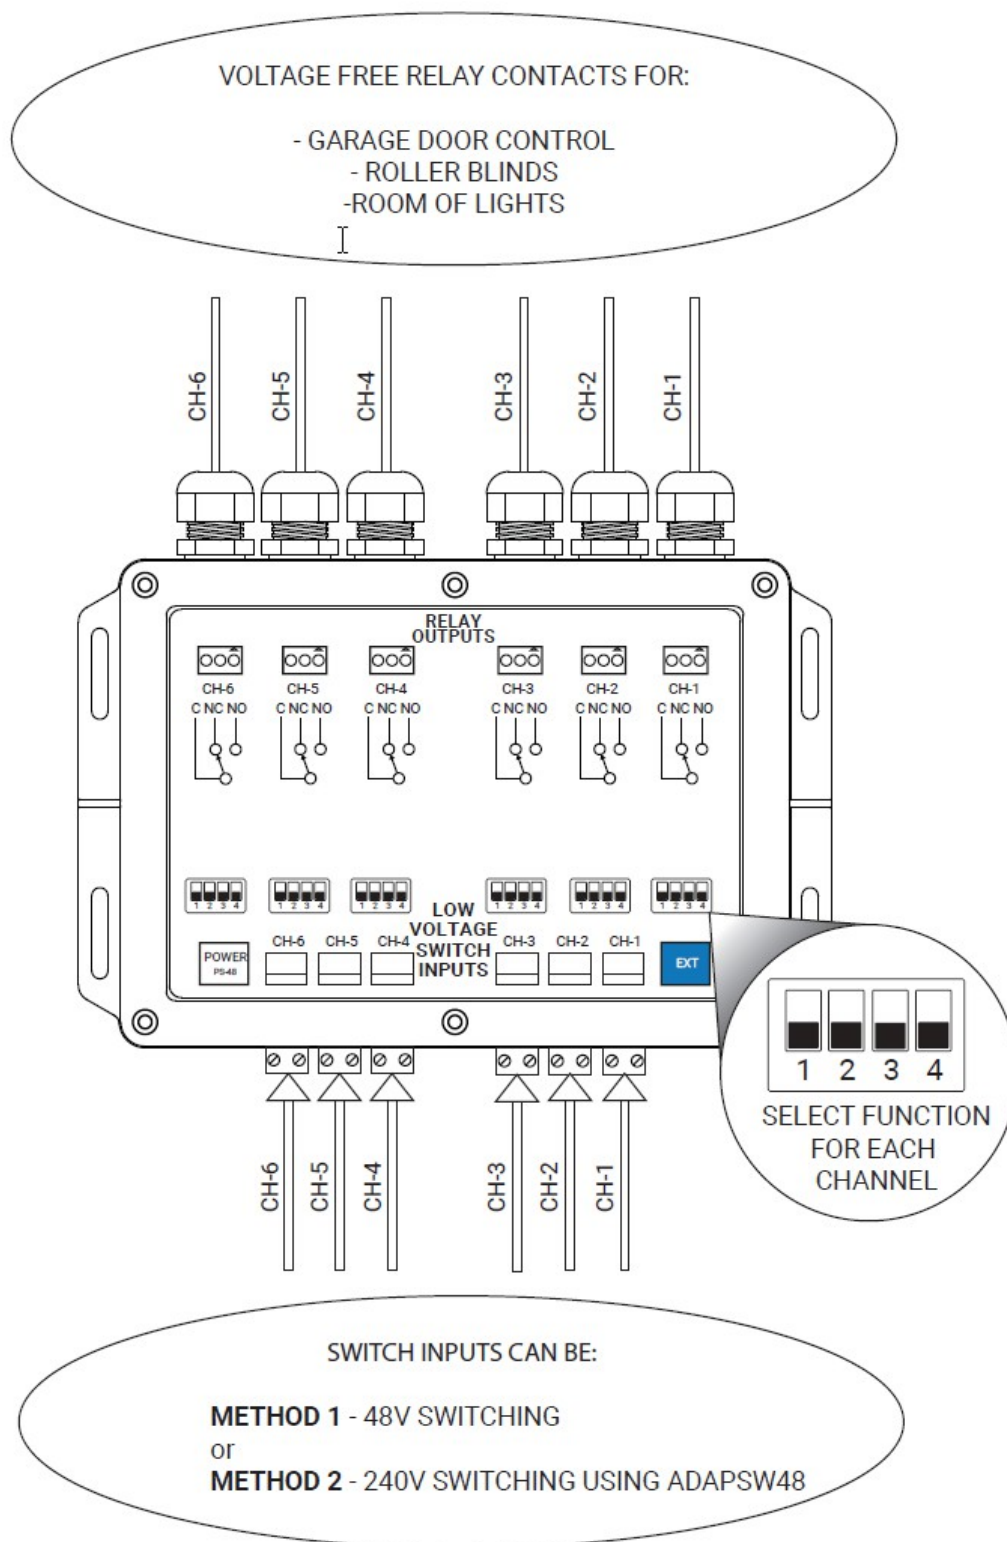 VOLTAGE FREE RELAY CONTACTS FOR:
- GARAGE DOOR CONTROL
- ROLLER BLINDS
-ROOM OF LIGHTS
CH-6 CH-5 CH-4 CH-3 CH-2 CH-1
RELAY
OUTPUTS
CH-6 CH-5 CH-4 CH-3 CH-2 CH-1
C NC NO C NC NO C NC NO C NC NO C NC NO C NC NO
1 2 3 4 1 2 3 4 1 2 3 4 1 2 3 4 1 2 3 4 1 2 3 4
LOW
VOLTAGE
SWITCH
INPUTS
POWER
PS-48
CH-6 CH-5 CH-4 CH-3 CH-2 CH-1
EXT
1 2 3 4
SELECT FUNCTION
FOR EACH
CHANNEL
CH-6 CH-5 CH-4 CH-3 CH-2 CH-1
SWITCH INPUTS CAN BE:
METHOD 1 - 48V SWITCHING
or
METHOD 2 - 240V SWITCHING USING ADAPSW48